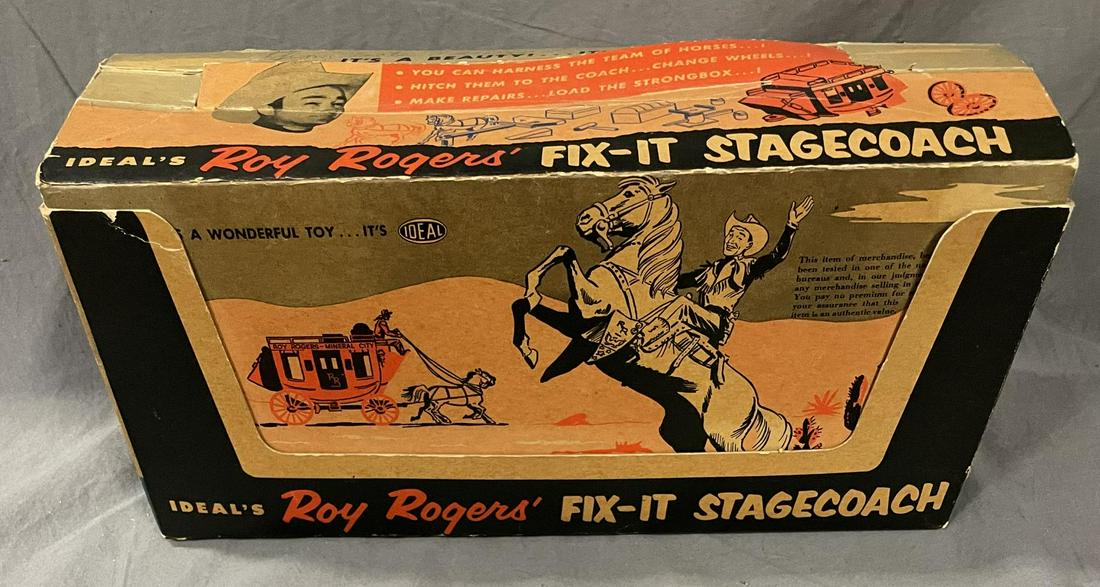 IT'S A BEAUTY!...
• YOU CAN HARNESS THE TEAM OF HORSES...!
• HITCH THEM TO THE COACH...CHANGE WHEELS...!
• MAKE REPAIRS...LOAD THE STRONGBOX...!
IDEAL'S Roy Rogers' FIX-IT STAGECOACH
A WONDERFUL TOY...IT'S IDEAL
This item of merchandise,
been tested in one of the
bureaus and, in our
any merchandise selling in
You pay no premium for
your assurance that this
item is an authentic value.
ROY ROGERS - MINERAL CITY
RR
IDEAL'S Roy Rogers' FIX-IT STAGECOACH